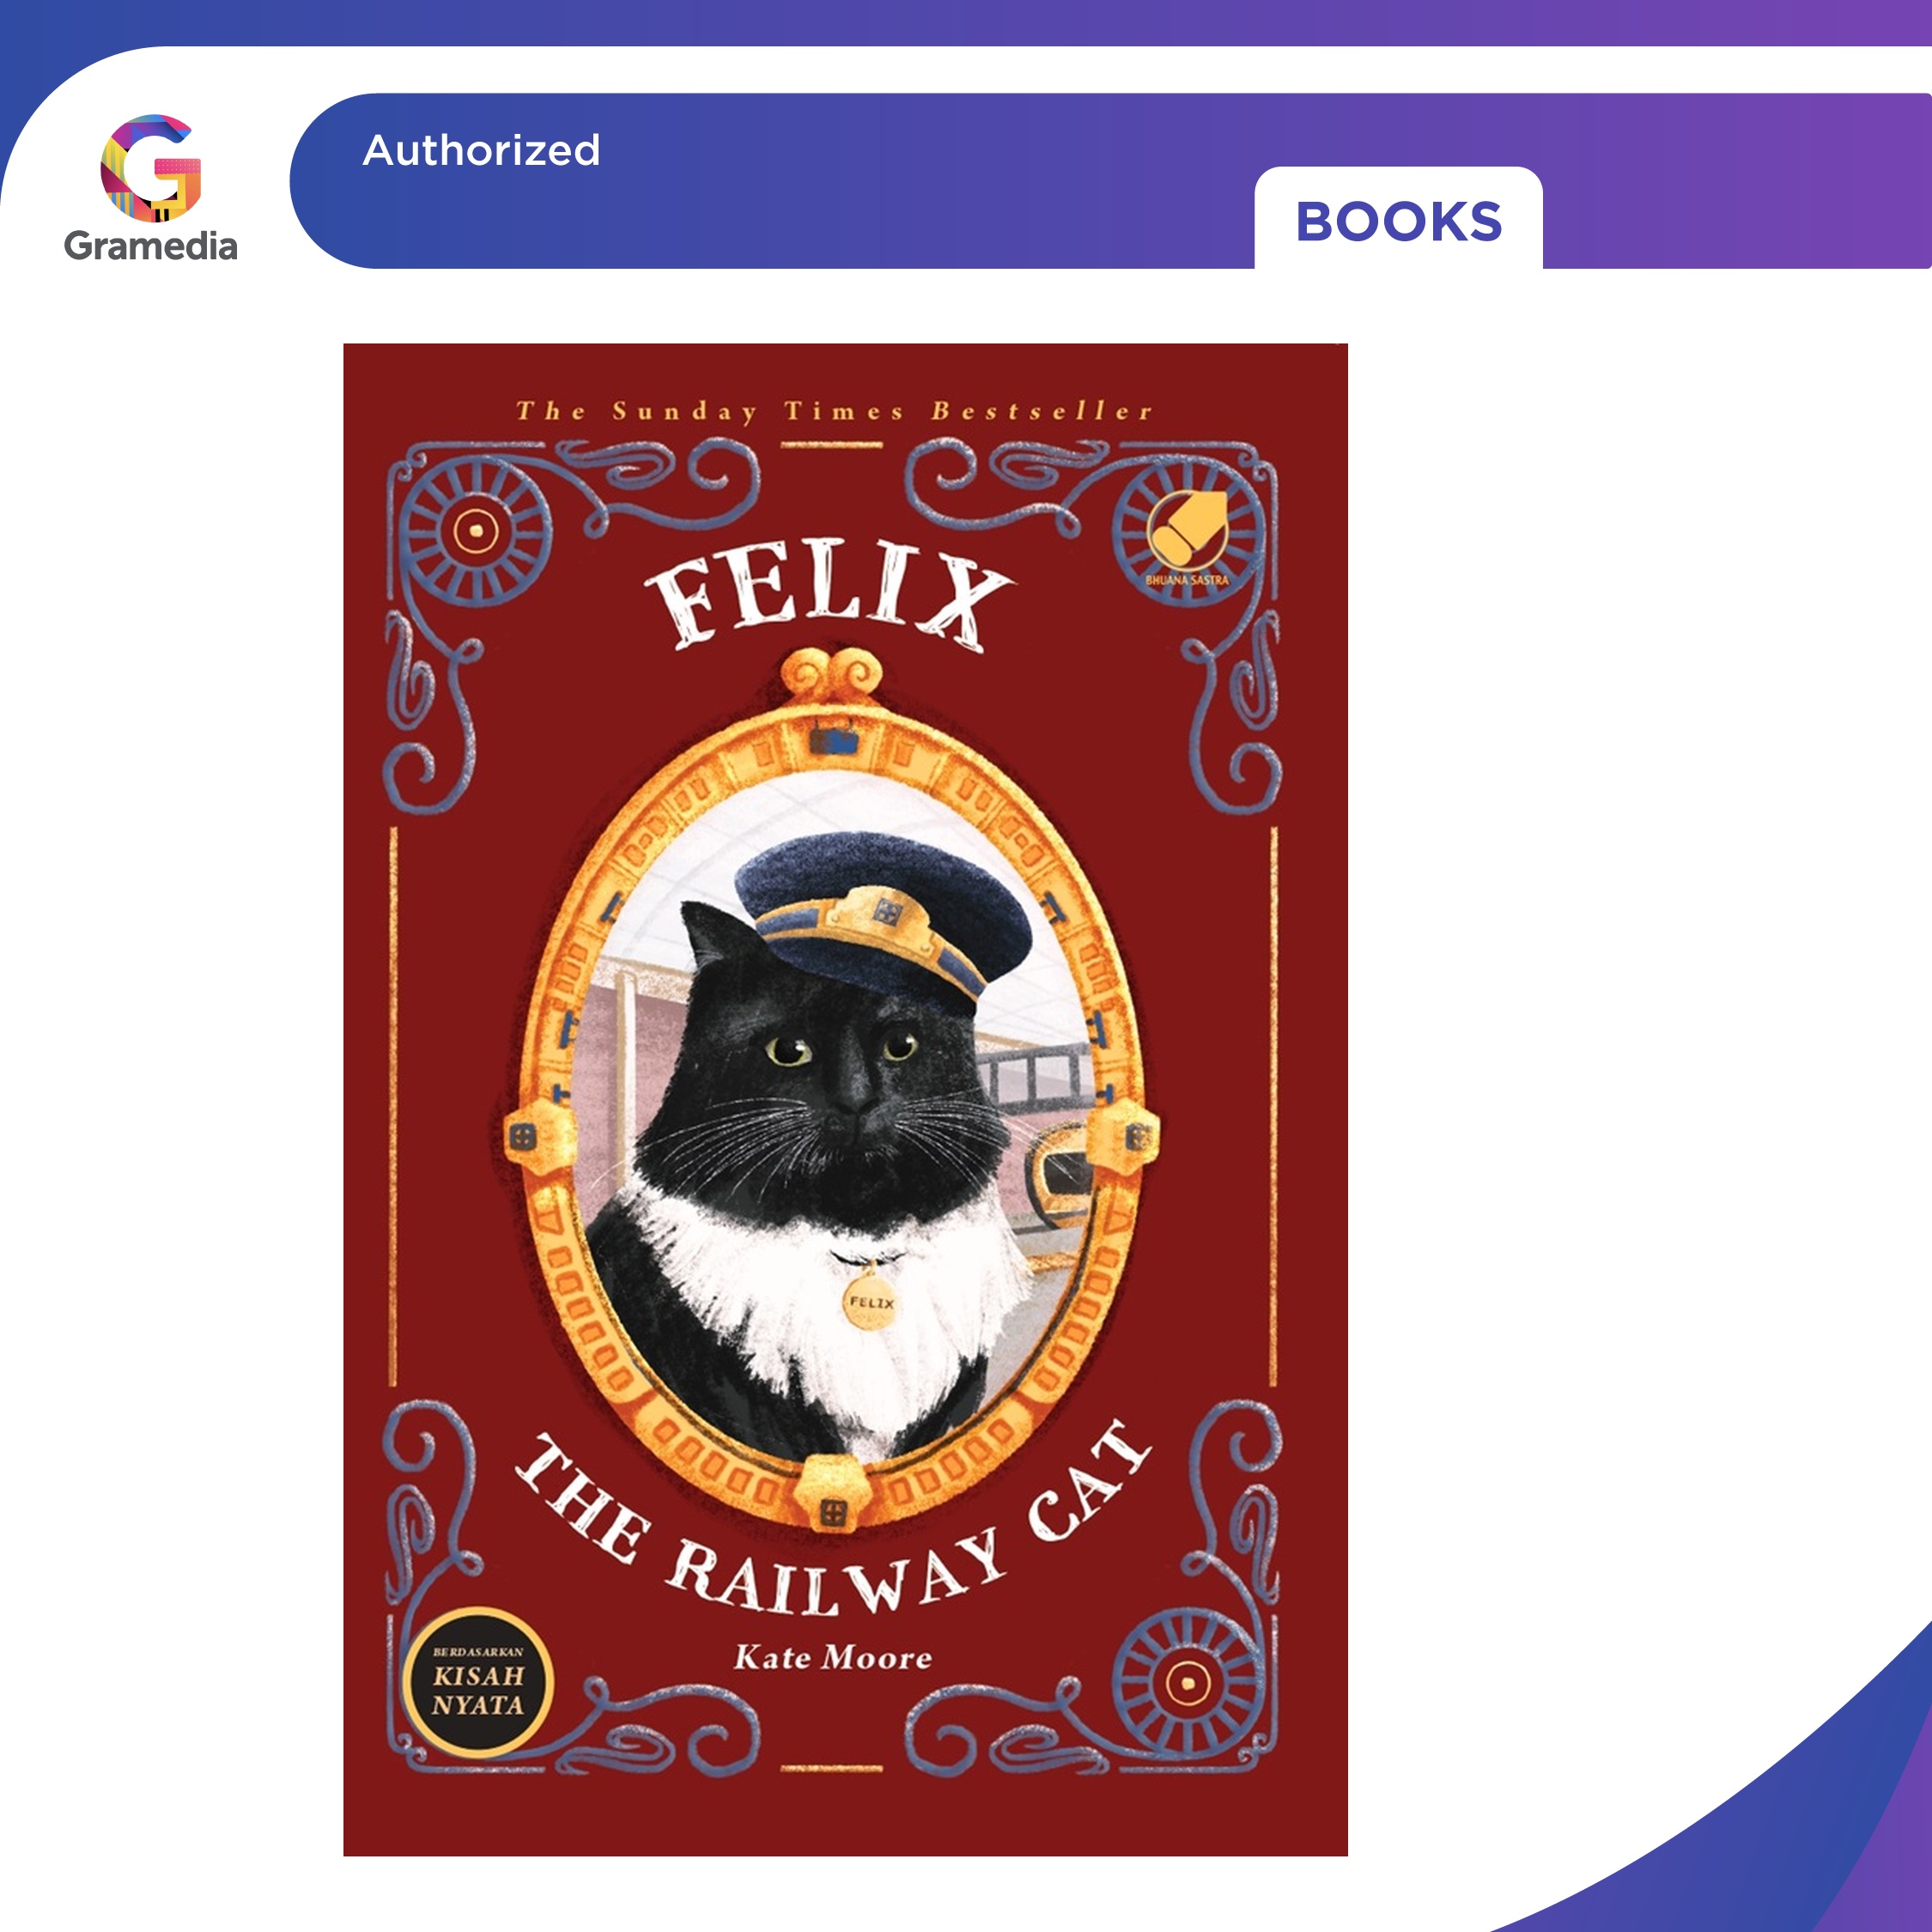 Authorized
Gramedia
BOOKS
The Sunday Times Bestseller
BHUANA SASTRA
FELIX
FELIX
THE RAILWAY CAT
Kate Moore
BERDASARKAN
KISAH
NYATA